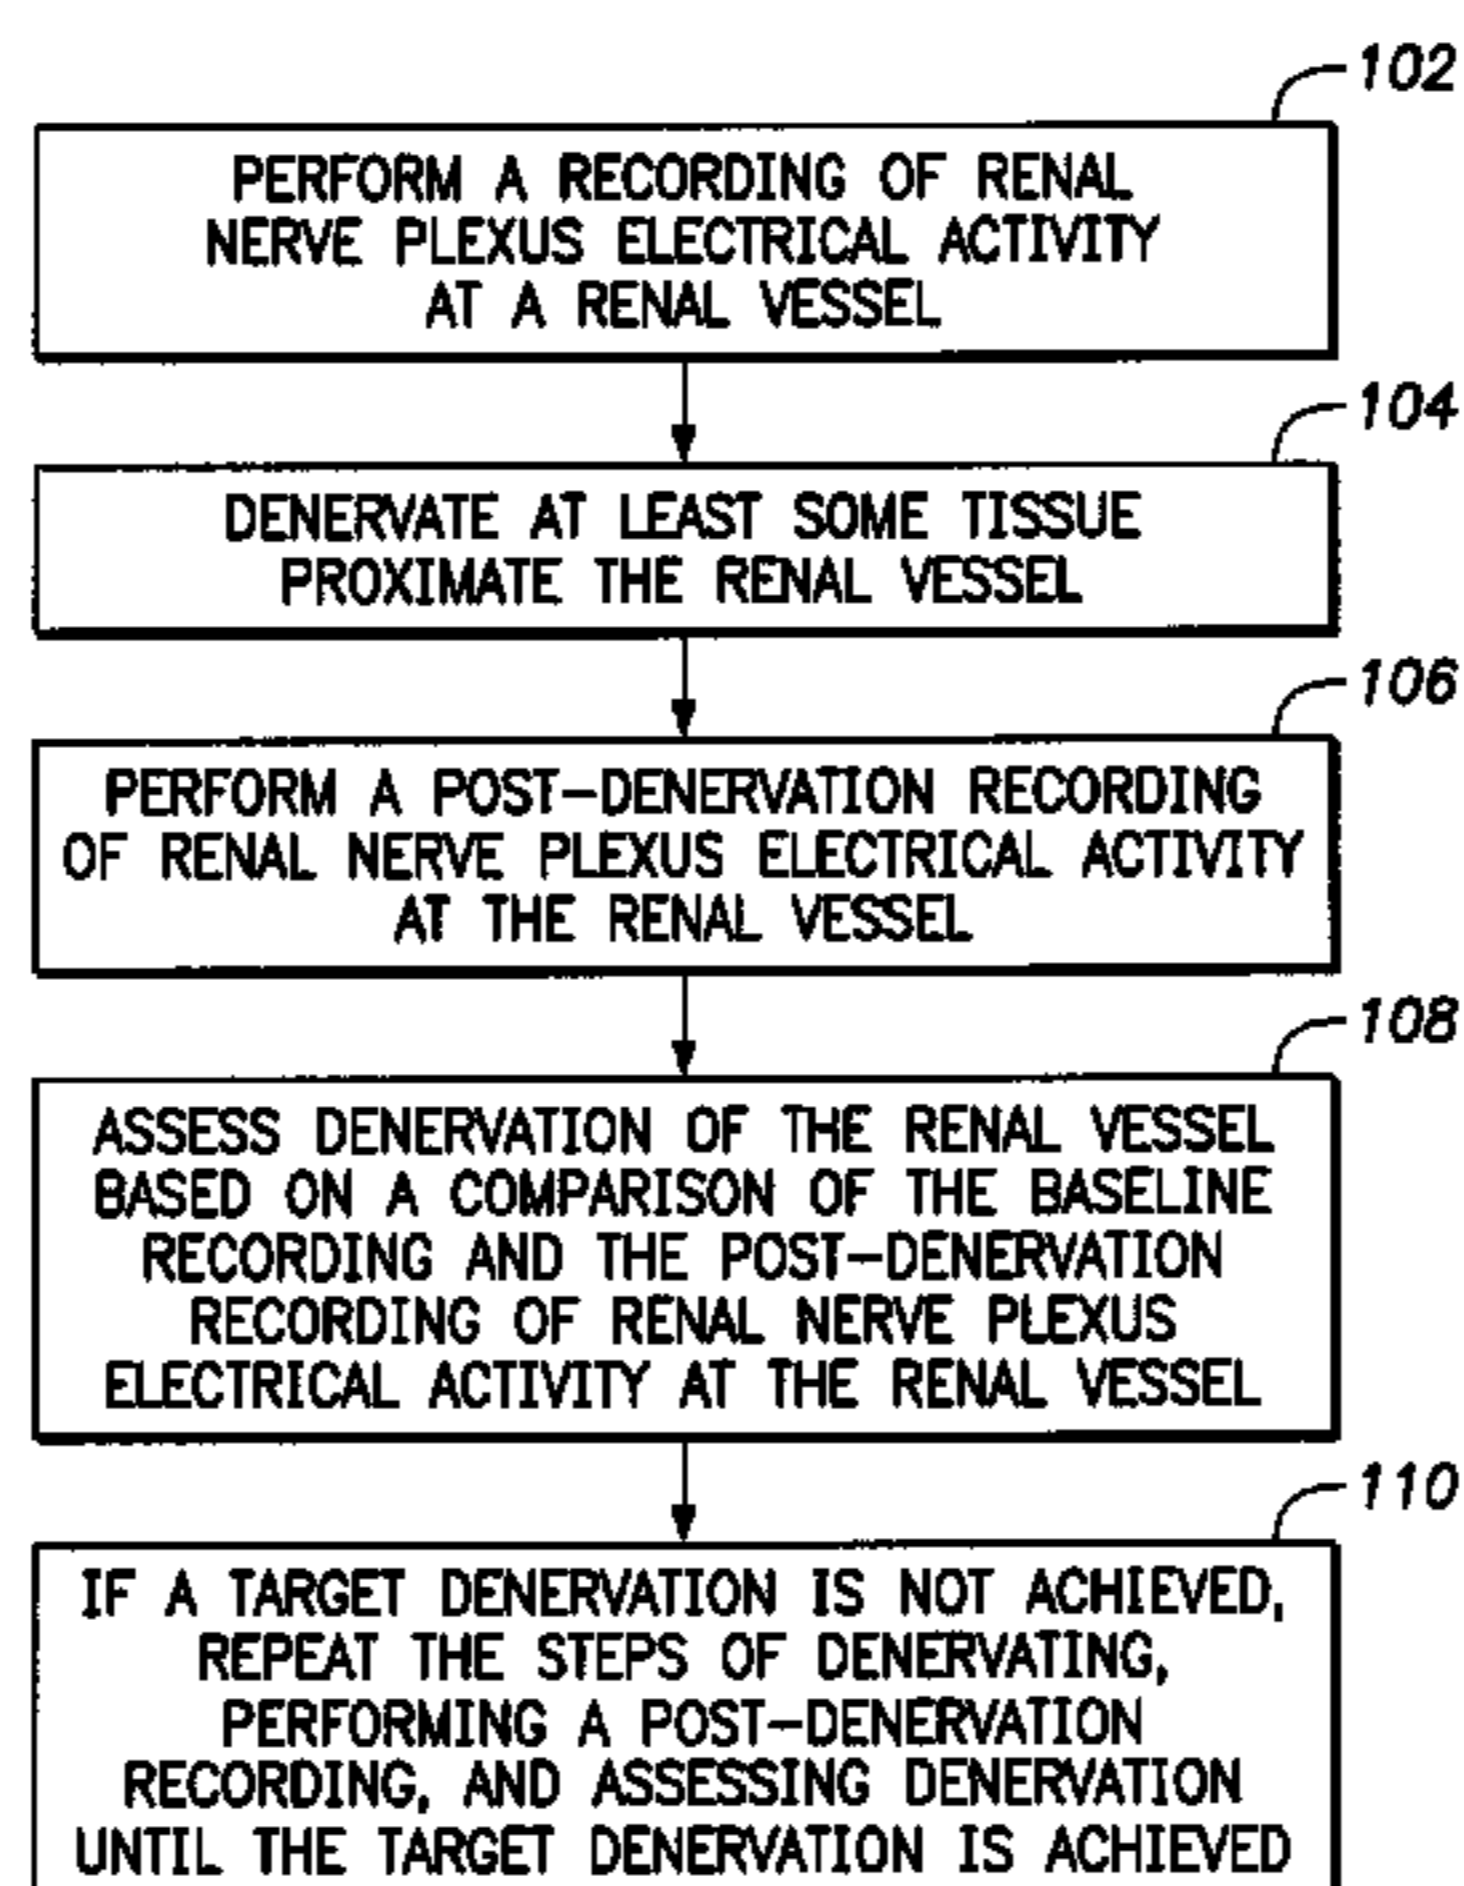 102
PERFORM A RECORDING OF RENAL
NERVE PLEXUS ELECTRICAL ACTIVITY
AT A RENAL VESSEL
104
DENERVATE AT LEAST SOME TISSUE
PROXIMATE THE RENAL VESSEL
106
PERFORM A POST-DENERVATION RECORDING
OF RENAL NERVE PLEXUS ELECTRICAL ACTIVITY
AT THE RENAL VESSEL
108
ASSESS DENERVATION OF THE RENAL VESSEL
BASED ON A COMPARISON OF THE BASELINE
RECORDING AND THE POST-DENERVATION
RECORDING OF RENAL NERVE PLEXUS
ELECTRICAL ACTIVITY AT THE RENAL VESSEL
110
IF A TARGET DENERVATION IS NOT ACHIEVED,
REPEAT THE STEPS OF DENERVATING,
PERFORMING A POST-DENERVATION
RECORDING, AND ASSESSING DENERVATION
UNTIL THE TARGET DENERVATION IS ACHIEVED